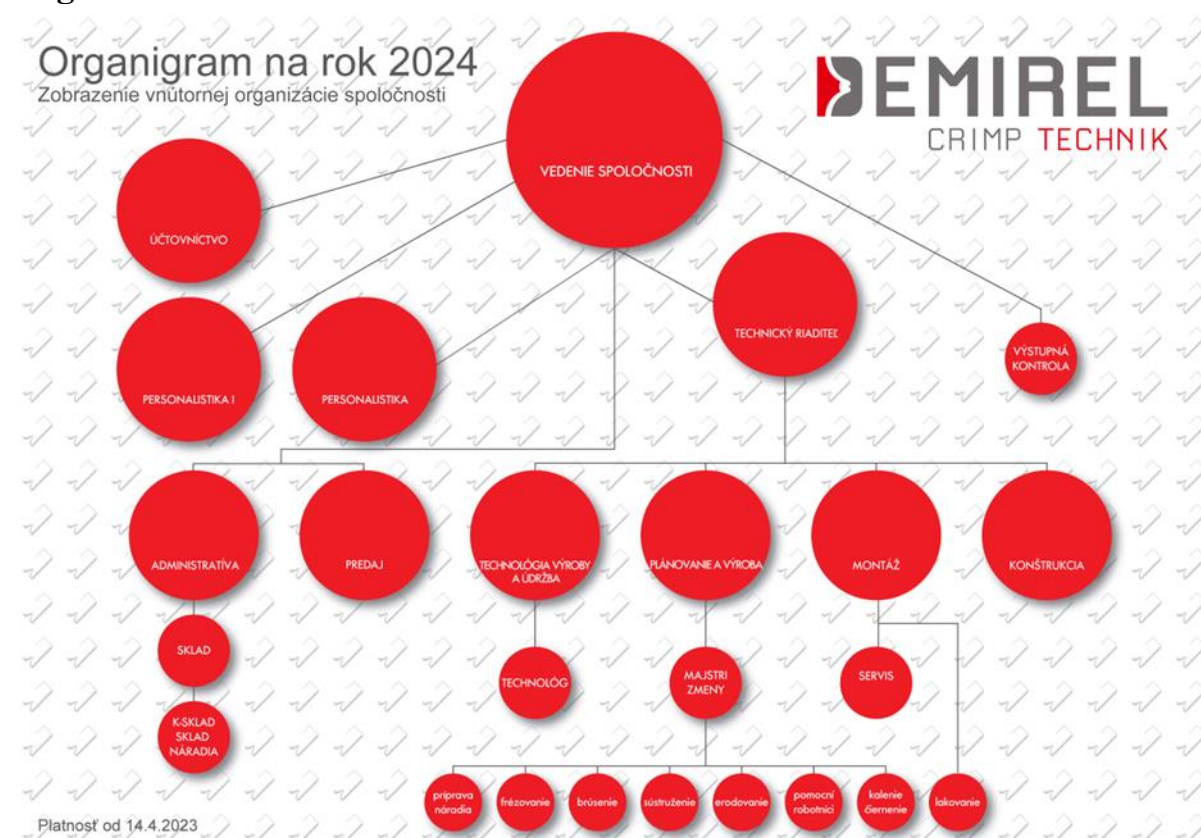 Organigram na rok 2024
Zobrazenie vnútornej organizácie spoločnosti
DEMIREL
CRIMP TECHNIK
VEDENIE SPOLOČNOSTI
ÚČTOVNÍCTVO
TECHNICKÝ RIADITEĽ
VÝSTUPNÁ
KONTROLA
PERSONALISTIKA I
PERSONALISTIKA
ADMINISTRATÍVA
PREDAJ
TECHNOLÓGIA VÝROBY
A ÚDRŽBA
PLÁNOVANIE A VÝROBA
MONTÁŽ
KONŠTRUKCIA
SKLAD
TECHNOLÓG
MAJSTRI
ZMENY
SERVIS
K-SKLAD
SKLAD
NÁRADIA
príprava
náradia
frézovanie
brúsenie
sústruženie
erodovanie
pomocní
robotníci
kalenie
čiernenie
lakovanie
Platnosť od 14.4.2023